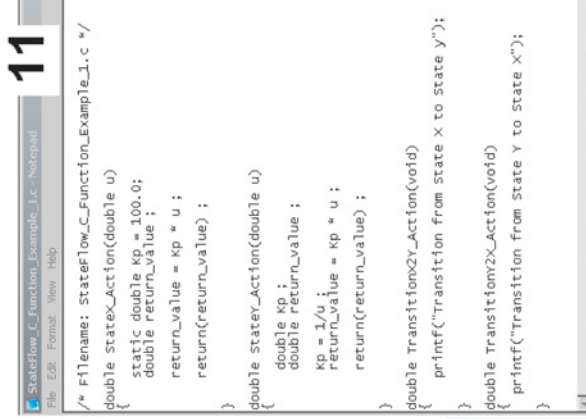 11
StateFlow_C_Function_Example_1.c - Notepad
File Edit Format View Help
/* Filename: StateFlow_C_Function_Example_1.c */
double StateX_Action(double u)
{
static double Kp = 100.0;
double return_value ;
return_value = Kp * u ;
return(return_value) ;
}
double StateY_Action(double u)
{
double Kp ;
double return_value ;
Kp = 1/u ;
return_value = Kp * u ;
return(return_value) ;
}
double TransitionX2Y_Action(void)
{
printf("Transition from State X to State Y");
}
double TransitionY2X_Action(void)
{
printf("Transition from State Y to State X");
}